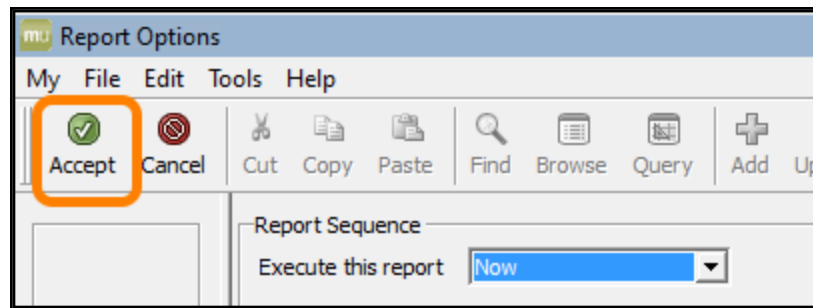 mu Report Options
My File Edit Tools Help
Accept Cancel Cut Copy Paste Find Browse Query Add
Report Sequence
Execute this report Now